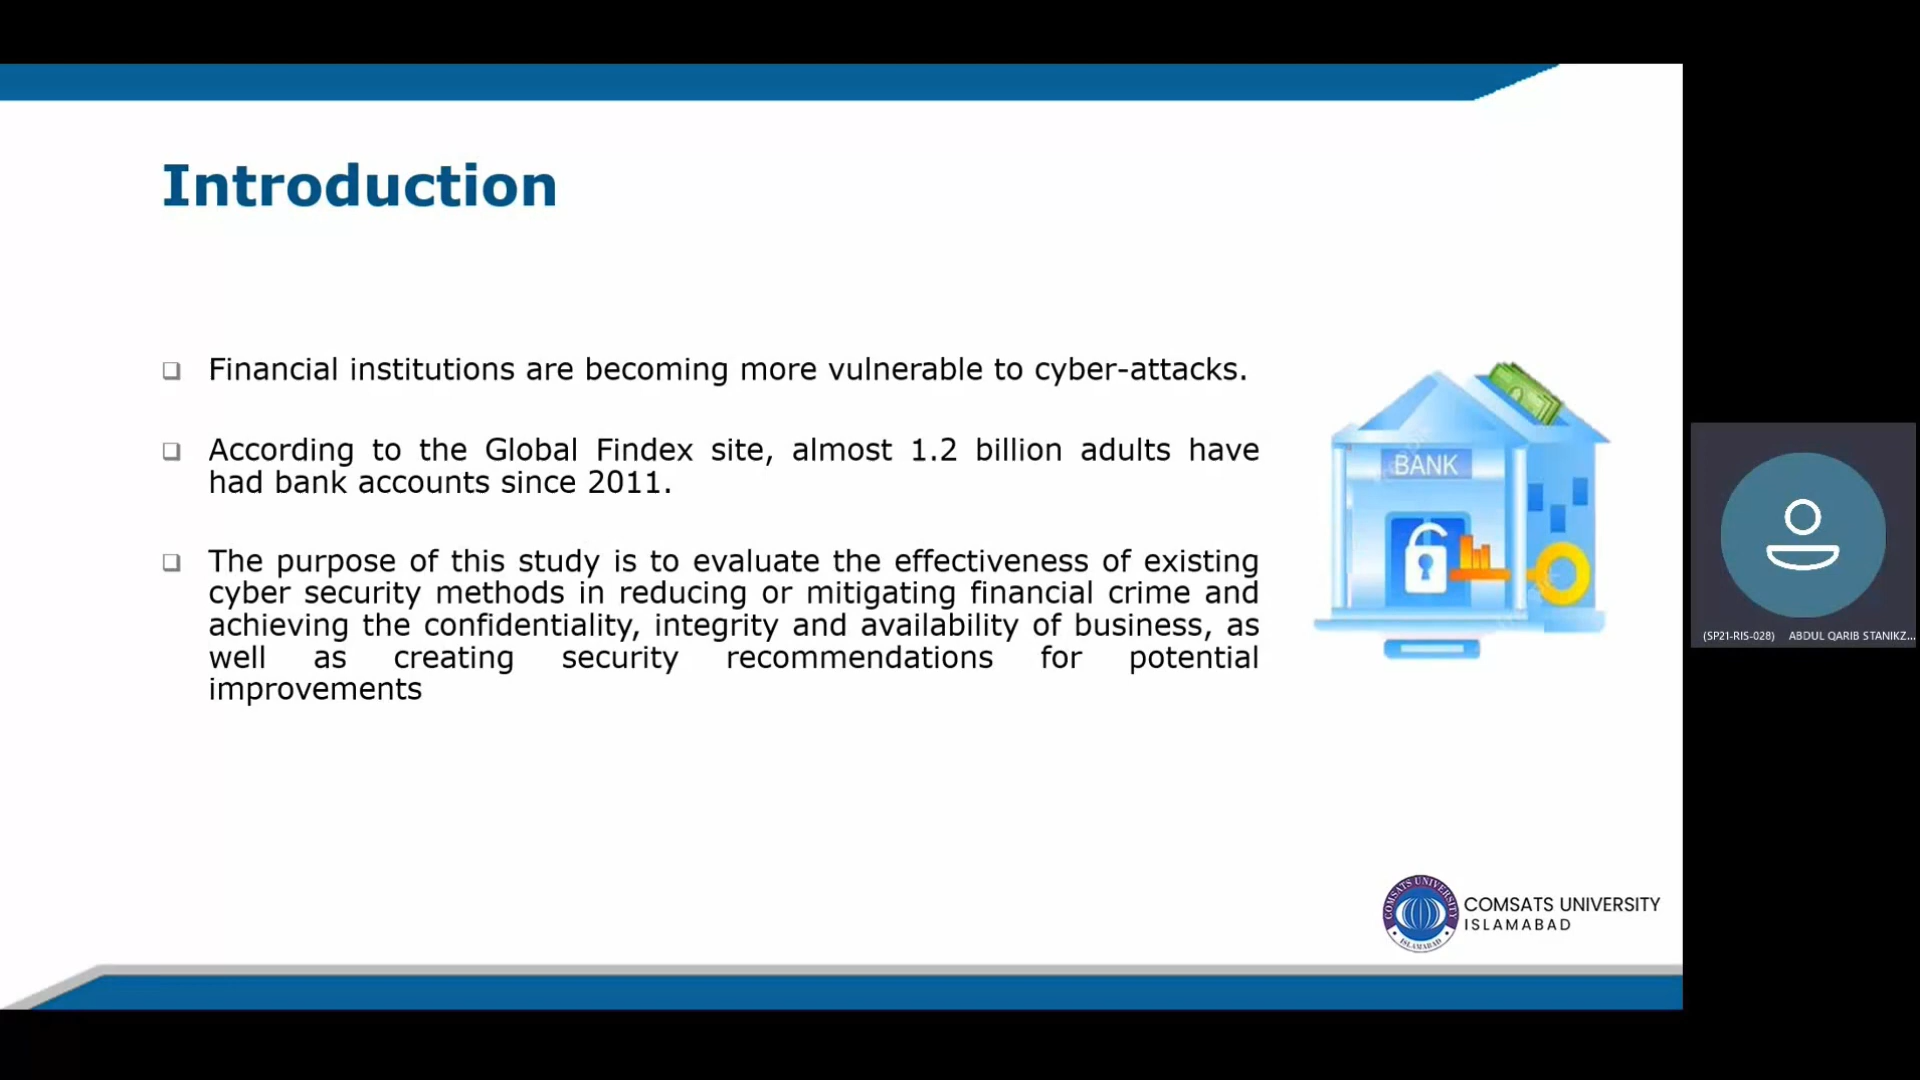 Introduction
❑ Financial institutions are becoming more vulnerable to cyber-attacks.
❑ According to the Global Findex site, almost 1.2 billion adults have
had bank accounts since 2011.
❑ The purpose of this study is to evaluate the effectiveness of existing
cyber security methods in reducing or mitigating financial crime and
achieving the confidentiality, integrity and availability of business, as
well as creating security recommendations for potential
improvements
BANK
(SP21-RIS-028) ABDUL QARIB STANIKZ...
COMSATS UNIVERSITY
ISLAMABAD
COMSATS UNIVERSITY
ISLAMABAD